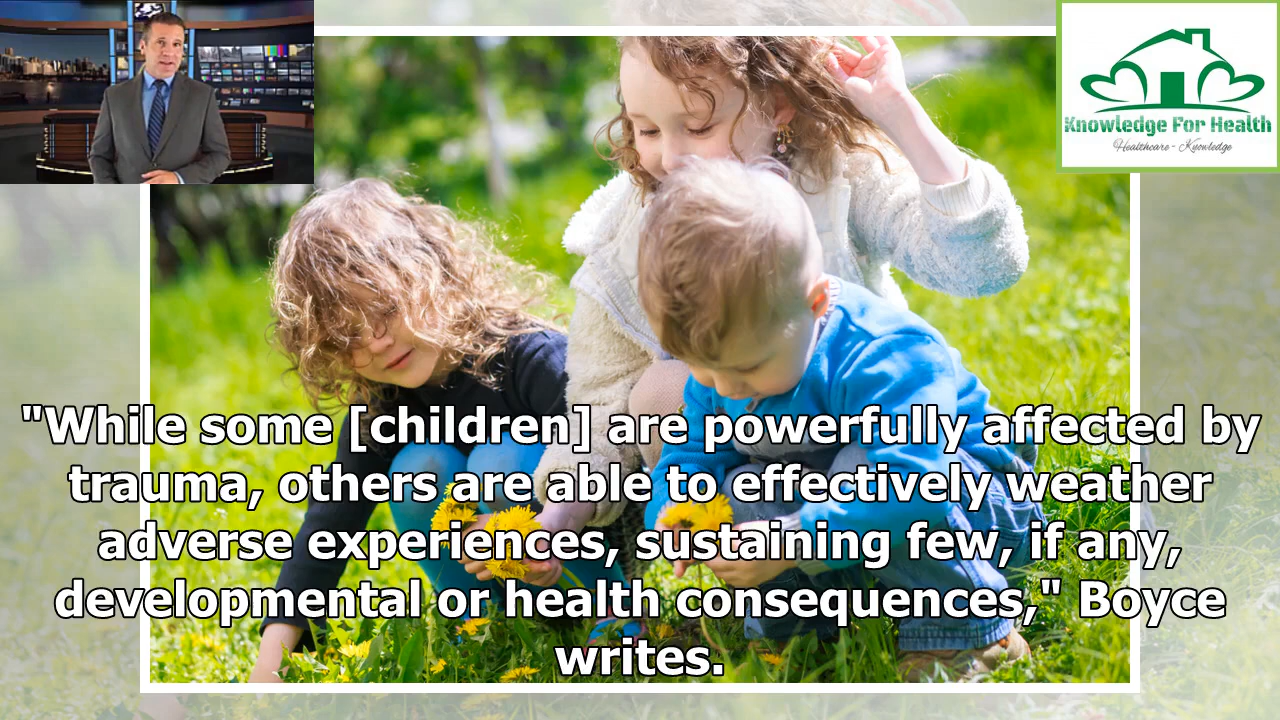 Knowledge For Health
Healthcare - Knowledge
"While some [children] are powerfully affected by
trauma, others are able to effectively weather
adverse experiences, sustaining few, if any,
developmental or health consequences," Boyce
writes.